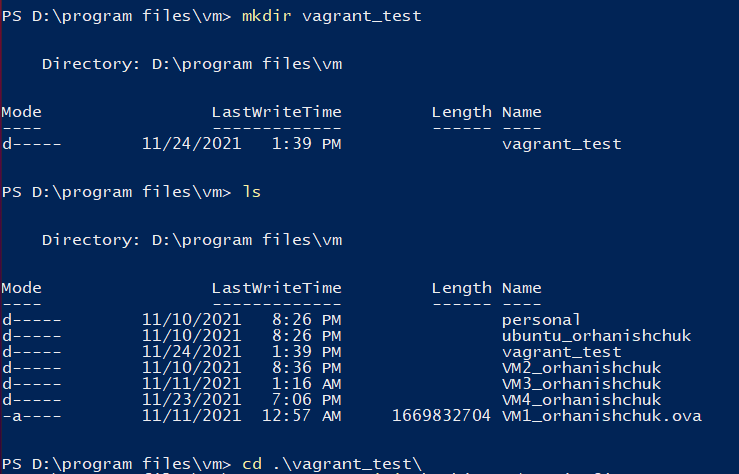 PS D:\program files\vm> mkdir vagrant_test
Directory: D:\program files\vm
Mode LastWriteTime Length Name
---- ------------- ------ ----
d----- 11/24/2021 1:39 PM vagrant_test
PS D:\program files\vm> ls
Directory: D:\program files\vm
Mode LastWriteTime Length Name
---- ------------- ------ ----
d----- 11/10/2021 8:26 PM personal
d----- 11/10/2021 8:26 PM ubuntu_orhanishchuk
d----- 11/24/2021 1:39 PM vagrant_test
d----- 11/10/2021 8:36 PM VM2_orhanishchuk
d----- 11/11/2021 1:16 AM VM3_orhanishchuk
d----- 11/23/2021 7:06 PM VM4_orhanishchuk
-a---- 11/11/2021 12:57 AM 1669832704 VM1_orhanishchuk.ova
PS D:\program files\vm> cd .\vagrant_test\